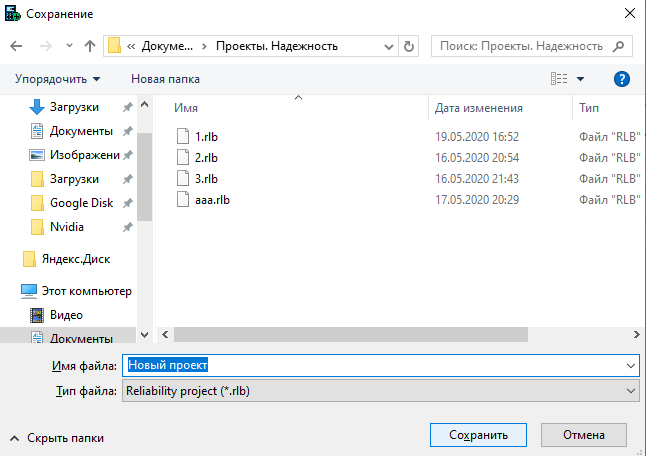 Сохранение
« Докуме... › Проекты. Надежность
Поиск: Проекты. Надежность
Упорядочить
Новая папка
?
Имя
Дата изменения
Тип
Загрузки
Документы
Изображени
Загрузки
Google Disk
Nvidia
Яндекс.Диск
Этот компьютер
Видео
Документы
1.rlb 19.05.2020 16:52 Файл "RLB"
2.rlb 16.05.2020 20:54 Файл "RLB"
3.rlb 16.05.2020 21:43 Файл "RLB"
aaa.rlb 17.05.2020 20:29 Файл "RLB"
Имя файла: Новый проект
Тип файла: Reliability project (*.rlb)
Скрыть папки
Сохранить
Отмена